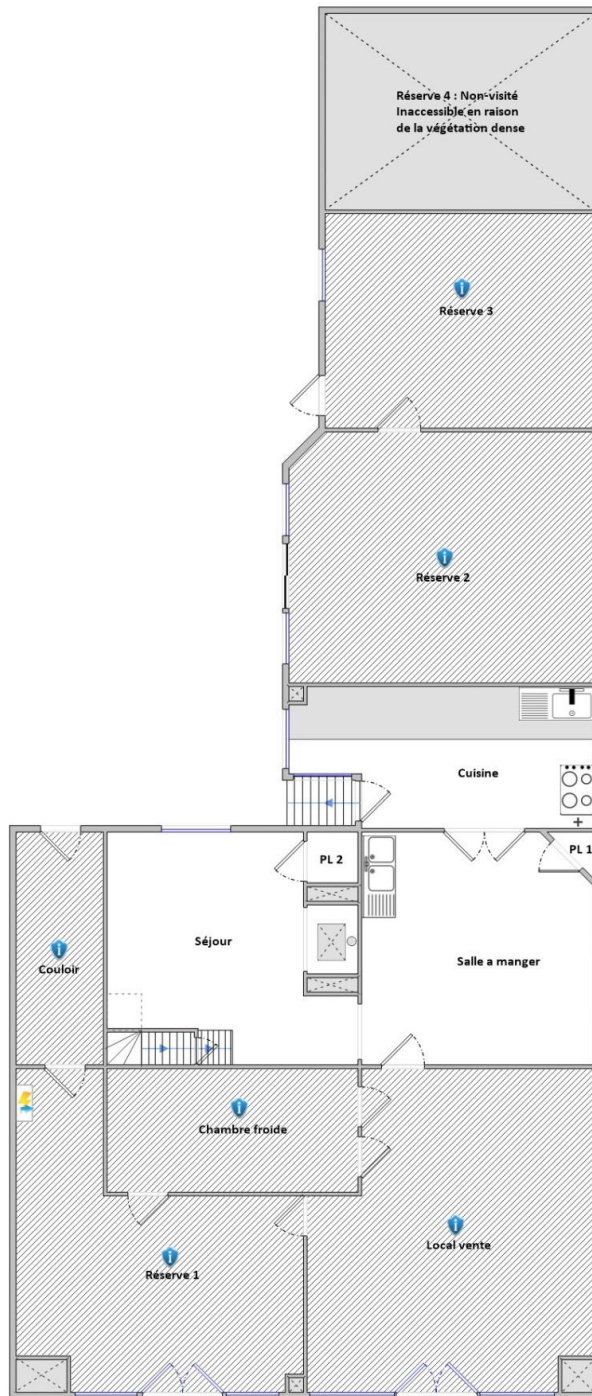 Réserve 4 : Non-visité
Inaccessible en raison
de la végétation dense
Réserve 3
Réserve 2
Cuisine
PL 1
PL 2
Séjour
Salle a manger
Couloir
Chambre froide
Local vente
Réserve 1